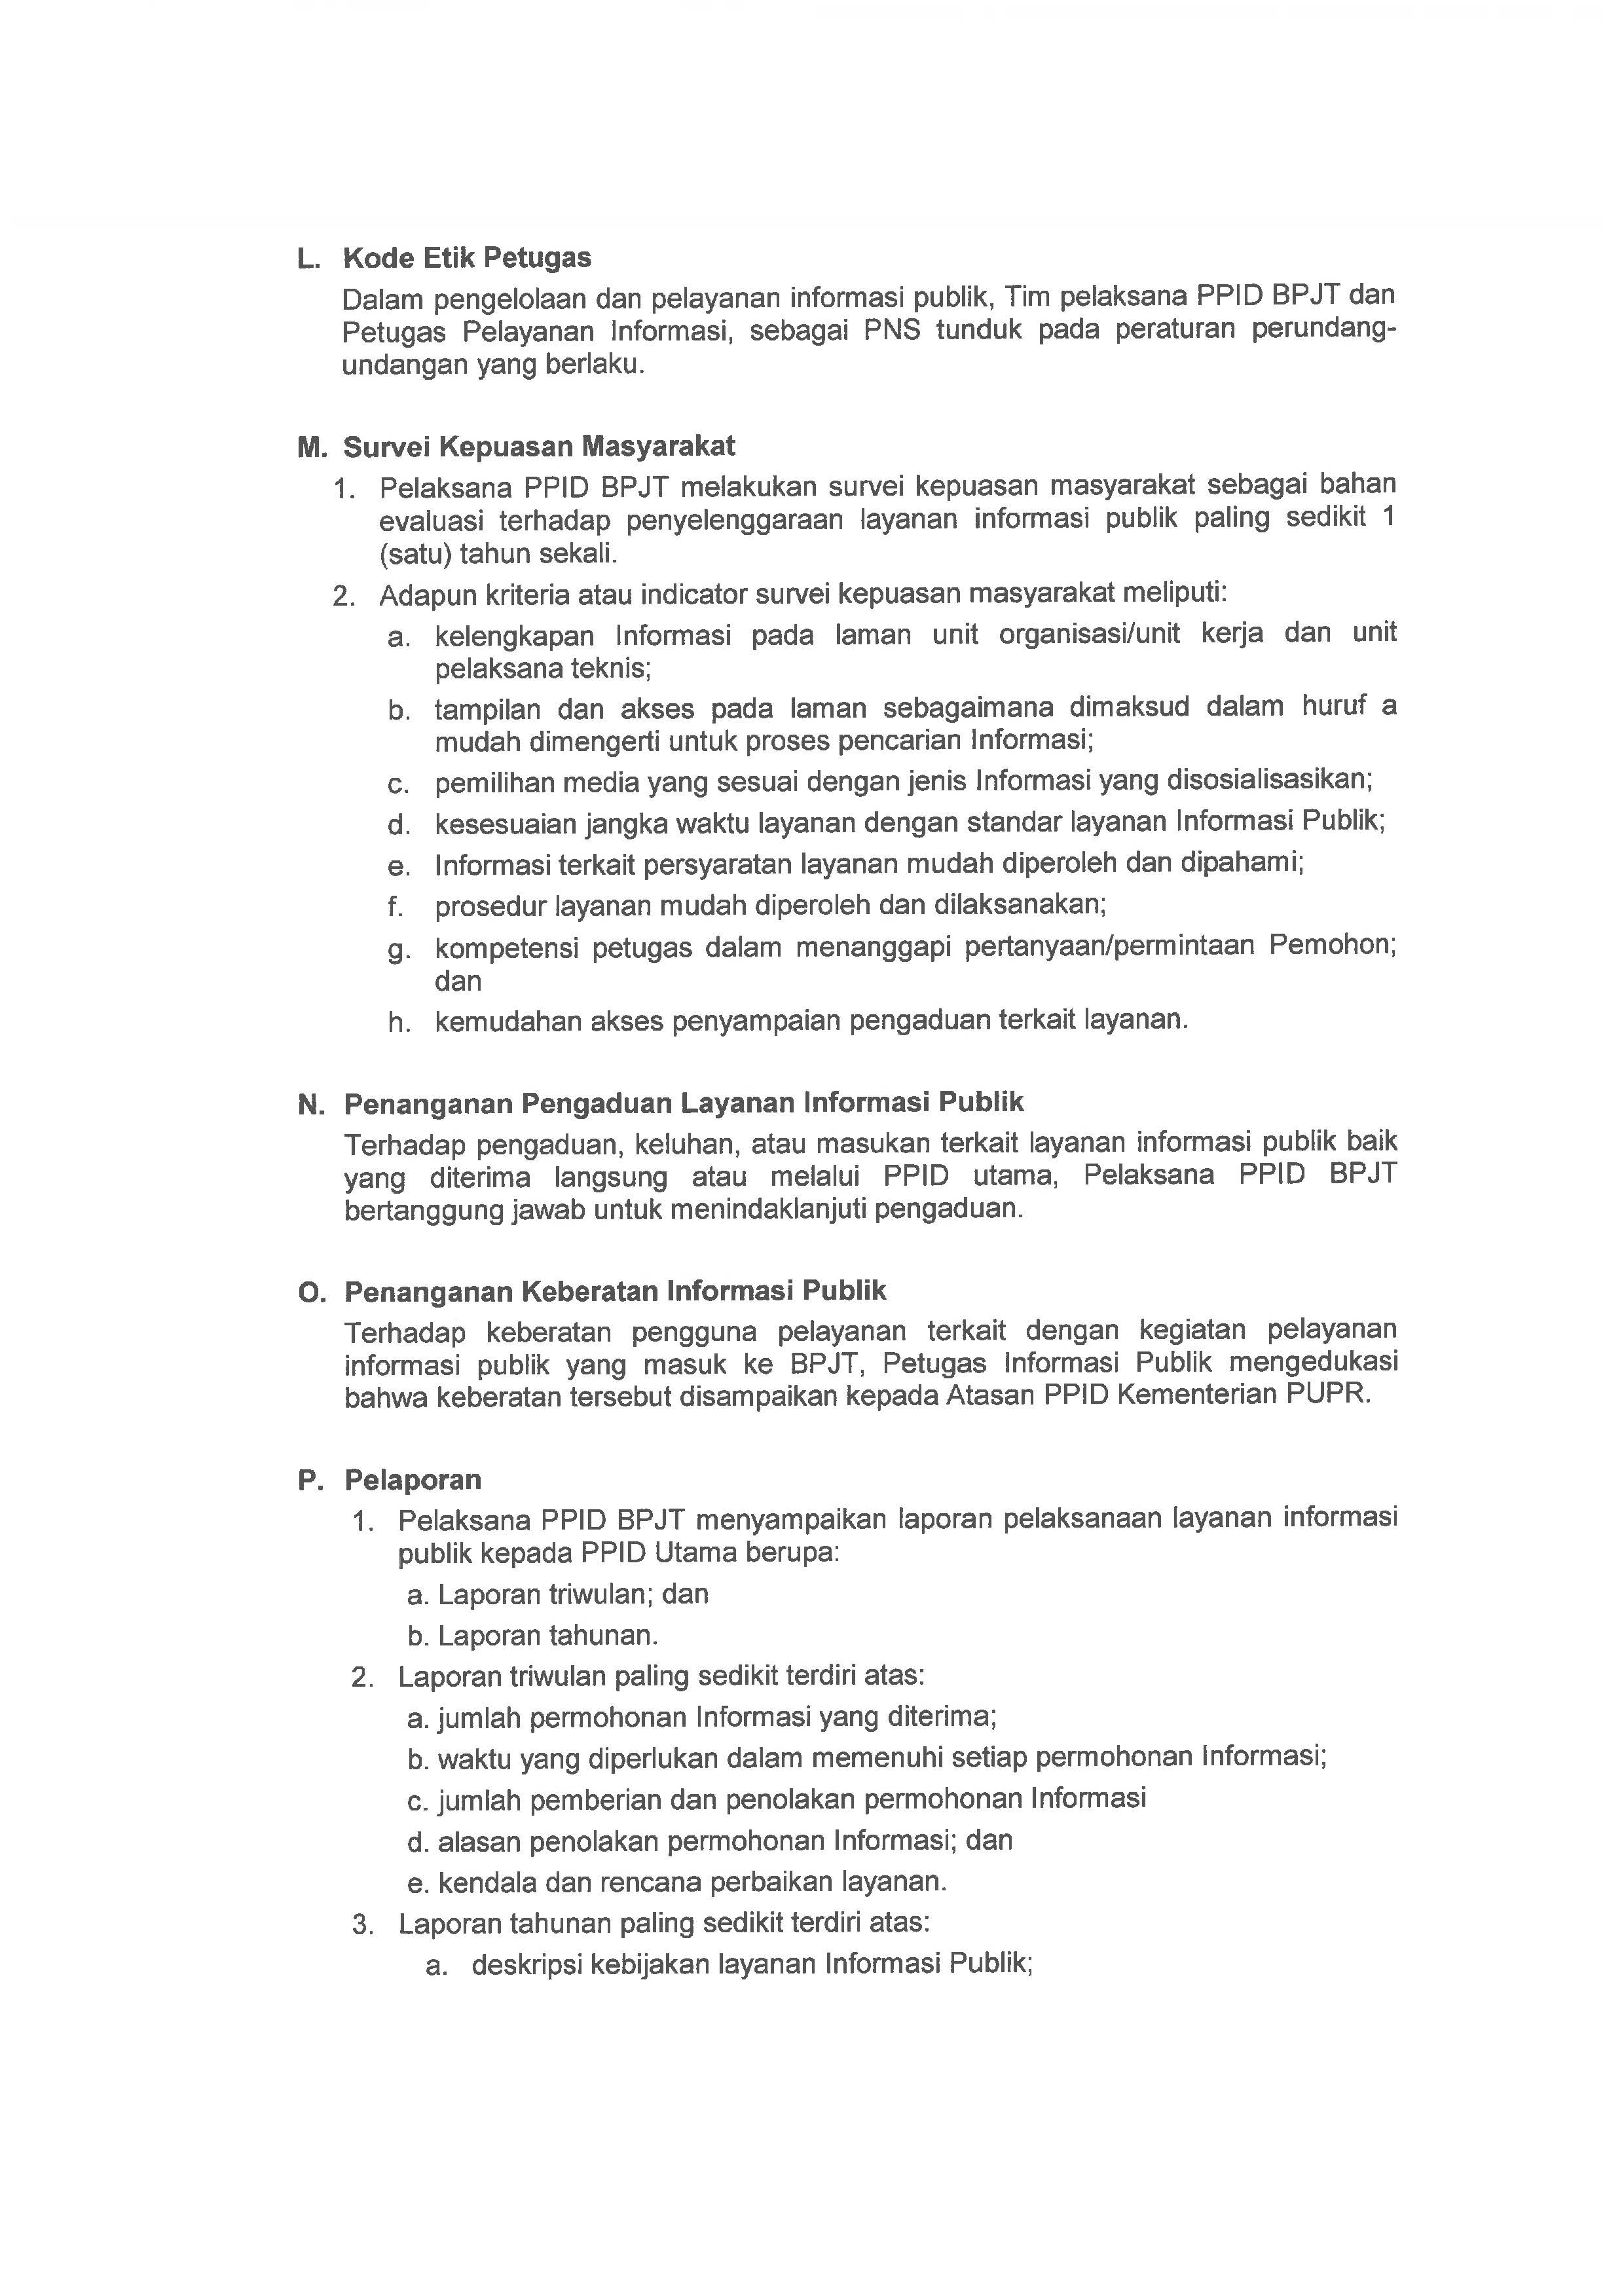 L. Kode Etik Petugas
Dalam pengelolaan dan pelayanan informasi publik, Tim pelaksana PPID BPJT dan
Petugas Pelayanan Informasi, sebagai PNS tunduk pada peraturan perundang-
undangan yang berlaku.
M. Survei Kepuasan Masyarakat
1. Pelaksana PPID BPJT melakukan survei kepuasan masyarakat sebagai bahan
evaluasi terhadap penyelenggaraan layanan informasi publik paling sedikit 1
(satu) tahun sekali.
2. Adapun kriteria atau indicator survei kepuasan masyarakat meliputi:
a. kelengkapan Informasi pada laman unit organisasi/unit kerja dan unit
pelaksana teknis;
b. tampilan dan akses pada laman sebagaimana dimaksud dalam huruf a
mudah dimengerti untuk proses pencarian Informasi;
c. pemilihan media yang sesuai dengan jenis Informasi yang disosialisasikan;
d. kesesuaian jangka waktu layanan dengan standar layanan Informasi Publik;
e. Informasi terkait persyaratan layanan mudah diperoleh dan dipahami;
f. prosedur layanan mudah diperoleh dan dilaksanakan;
g. kompetensi petugas dalam menanggapi pertanyaan/permintaan Pemohon;
dan
h. kemudahan akses penyampaian pengaduan terkait layanan.
N. Penanganan Pengaduan Layanan Informasi Publik
Terhadap pengaduan, keluhan, atau masukan terkait layanan informasi publik baik
yang diterima langsung atau melalui PPID utama, Pelaksana PPID BPJT
bertanggung jawab untuk menindaklanjuti pengaduan.
O. Penanganan Keberatan Informasi Publik
Terhadap keberatan pengguna pelayanan terkait dengan kegiatan pelayanan
informasi publik yang masuk ke BPJT, Petugas Informasi Publik mengedukasi
bahwa keberatan tersebut disampaikan kepada Atasan PPID Kementerian PUPR.
P. Pelaporan
1. Pelaksana PPID BPJT menyampaikan laporan pelaksanaan layanan informasi
publik kepada PPID Utama berupa:
a. Laporan triwulan; dan
b. Laporan tahunan.
2. Laporan triwulan paling sedikit terdiri atas:
a. jumlah permohonan Informasi yang diterima;
b. waktu yang diperlukan dalam memenuhi setiap permohonan Informasi;
c. jumlah pemberian dan penolakan permohonan Informasi
d. alasan penolakan permohonan Informasi; dan
e. kendala dan rencana perbaikan layanan.
3. Laporan tahunan paling sedikit terdiri atas:
a. deskripsi kebijakan layanan Informasi Publik;